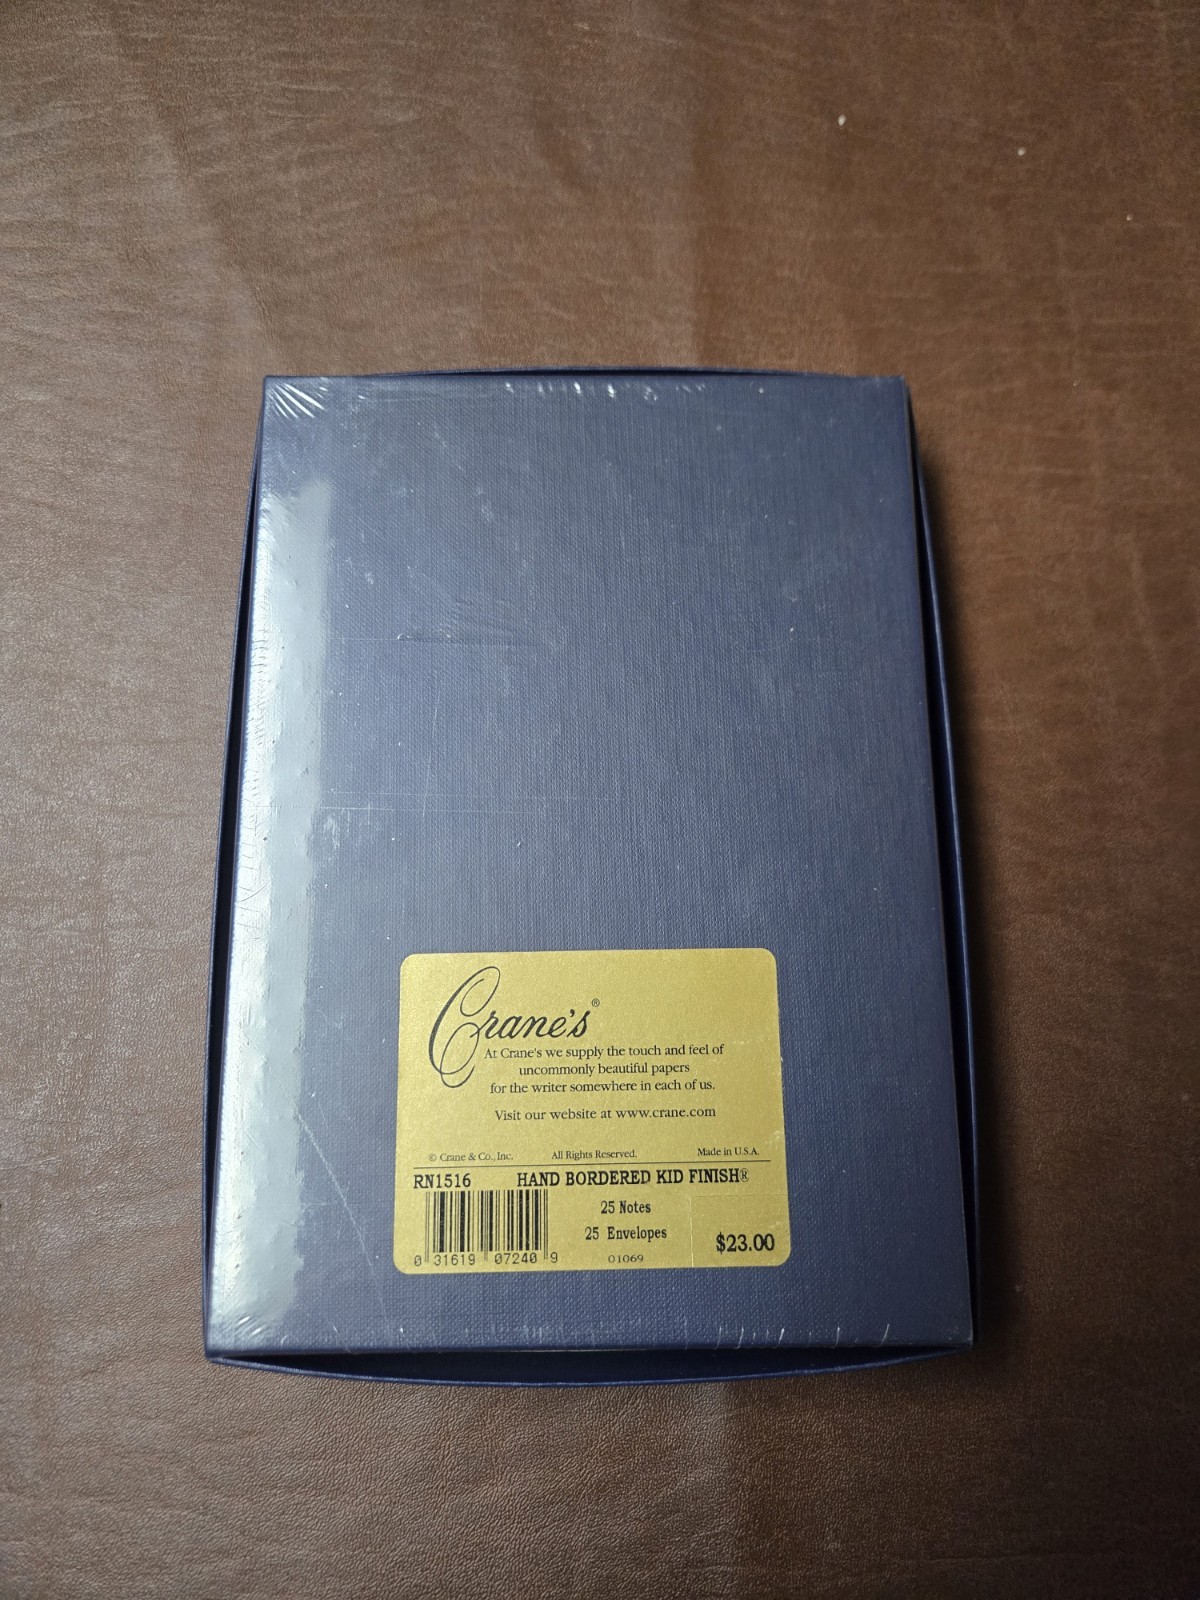 Crane's®
At Crane's we supply the touch and feel of
uncommonly beautiful papers
for the writer somewhere in each of us.
Visit our website at www.crane.com
© Crane & Co., Inc. All Rights Reserved. Made in U.S.A.
RN1516 HAND BORDERED KID FINISH®
25 Notes
25 Envelopes
$23.00
0 31619 07240 9 01069